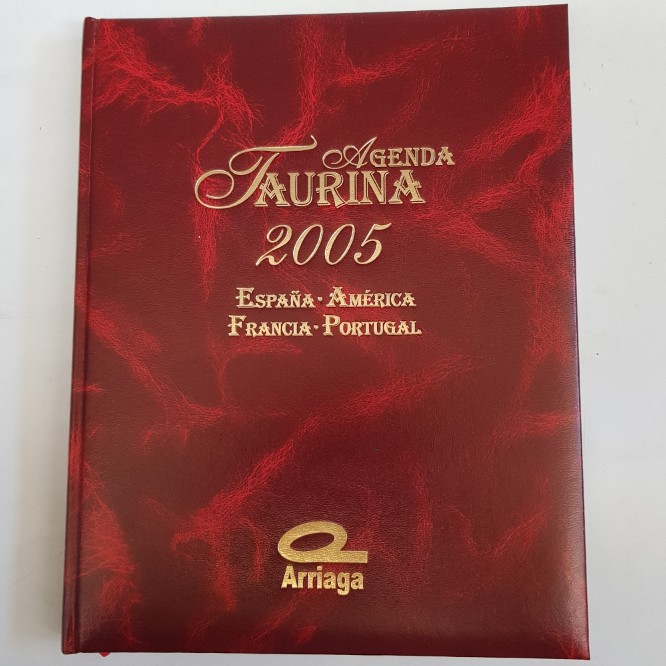 AGENDA
TAURINA
2005
ESPAÑA · AMÉRICA
FRANCIA · PORTUGAL
Arriaga